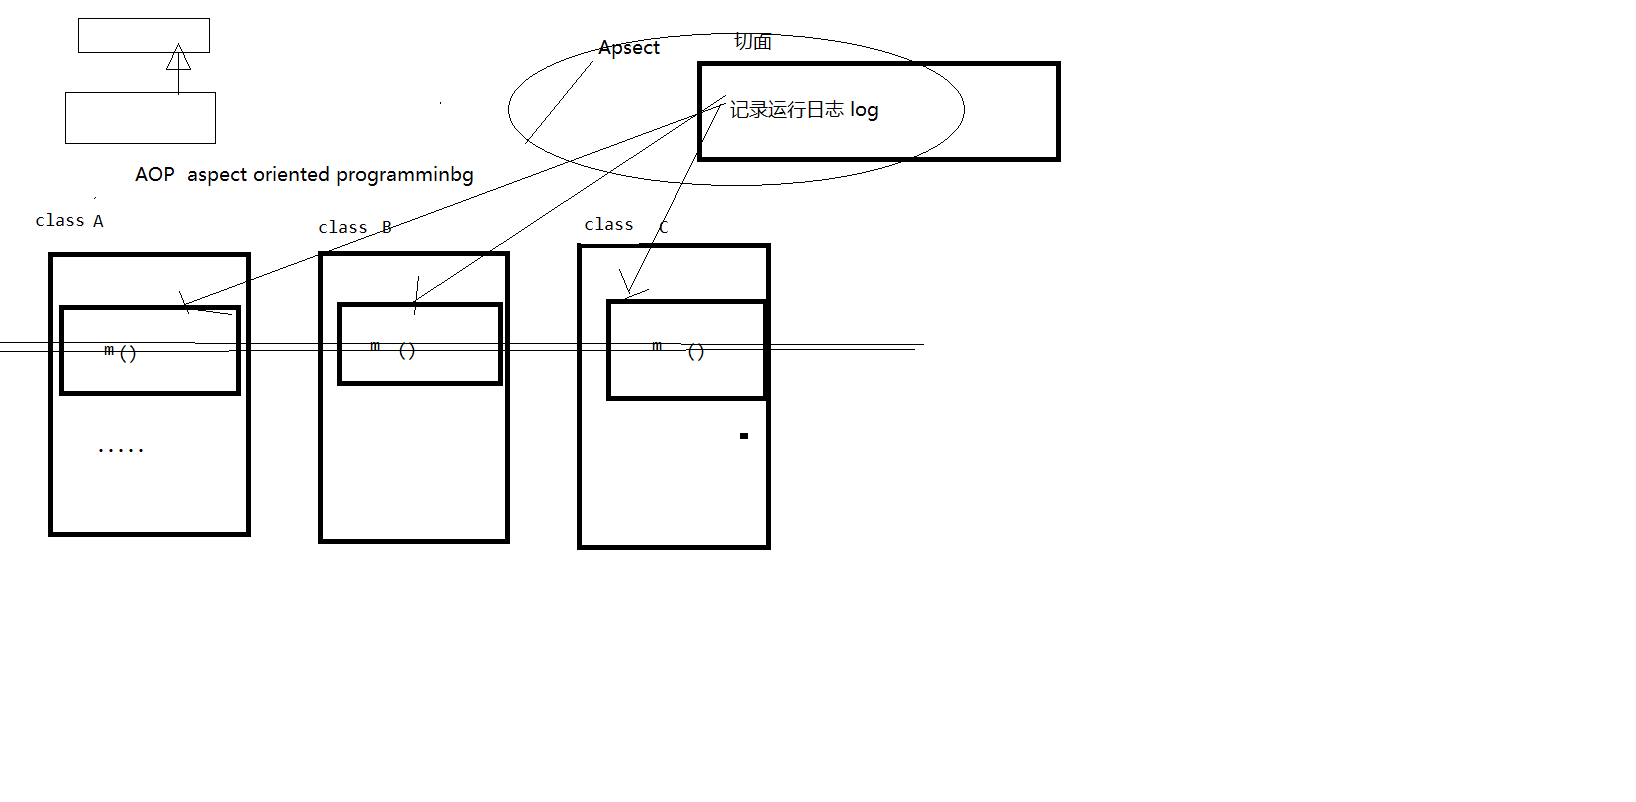 Apsect 切面
记录运行日志 log
AOP aspect oriented programminbg
class A
class B
class C
m ()
m ()
m ()
.....